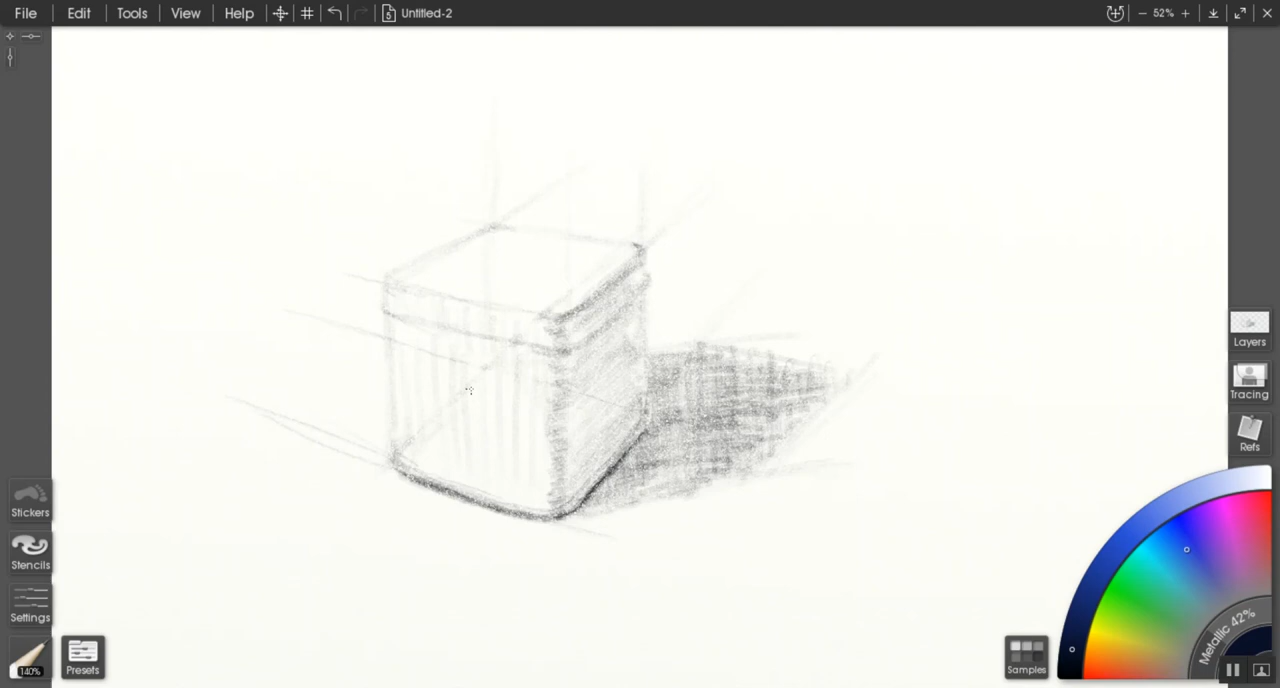 File Edit Tools View Help 5 Untitled-2 52%
Layers
Tracing
Refs
Stickers
Stencils
Settings
140%
Presets
Samples
Metallic 42%